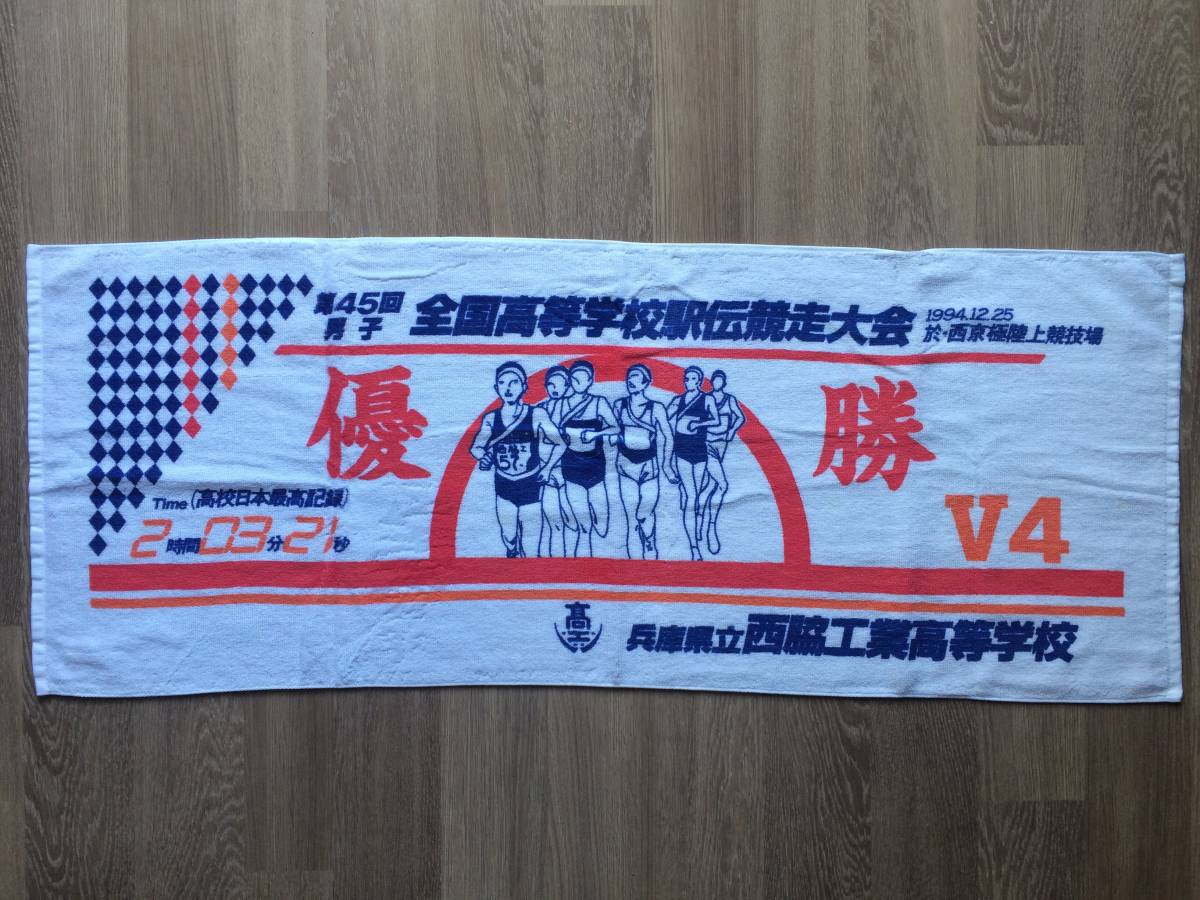 第45回
男子
全国高等学校駅伝競走大会
1994.12.25
於・西京極陸上競技場
優勝
Time (高校日本最高記録)
2時間03分21秒
V4
高
兵庫県立西脇工業高等学校